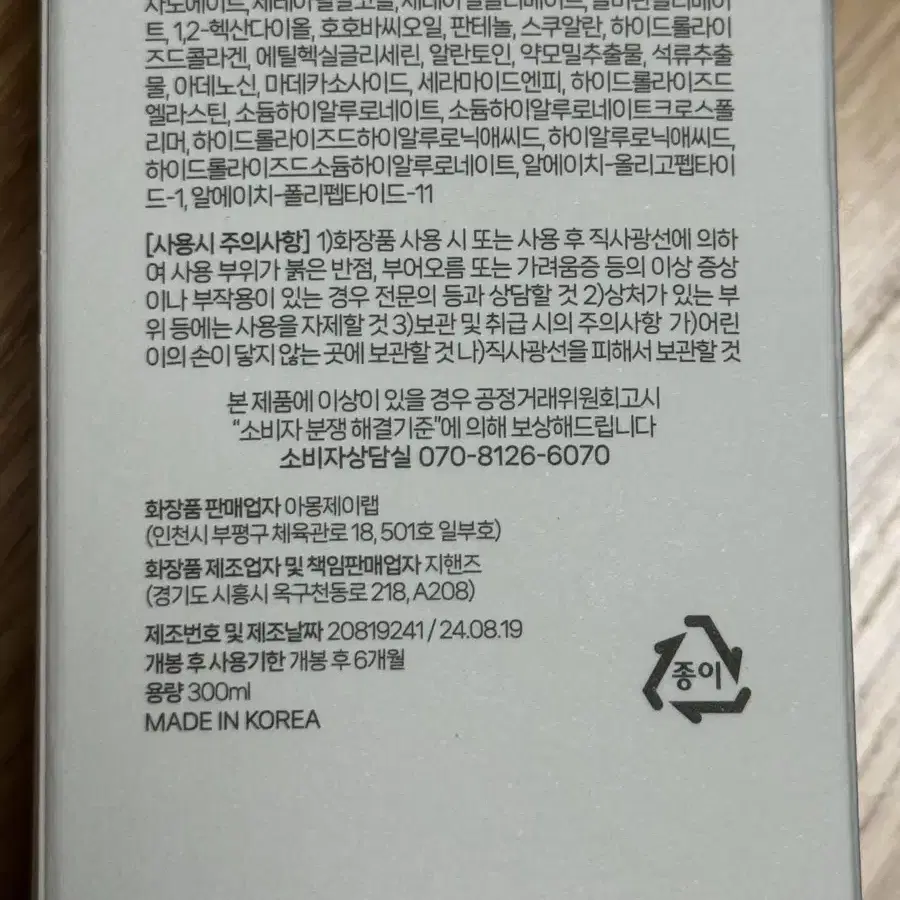 트, 1,2-헥산다이올, 호호바씨오일, 판테놀, 스쿠알란, 하이드롤라이
즈드콜라겐, 에틸헥실글리세린, 알란토인, 약모밀추출물, 석류추출
물, 아데노신, 마데카소사이드, 세라마이드엔피, 하이드롤라이즈드
엘라스틴, 소듐하이알루로네이트, 소듐하이알루로네이트크로스폴
리머, 하이드롤라이즈드하이알루로닉애씨드, 하이알루로닉애씨드,
하이드롤라이즈드소듐하이알루로네이트, 알에이치-올리고펩타이
드-1, 알에이치-폴리펩타이드-11
[사용시 주의사항] 1)화장품 사용 시 또는 사용 후 직사광선에 의하
여 사용 부위가 붉은 반점, 부어오름 또는 가려움증 등의 이상 증상
이나 부작용이 있는 경우 전문의 등과 상담할 것 2)상처가 있는 부
위 등에는 사용을 자제할 것 3)보관 및 취급 시의 주의사항 가)어린
이의 손이 닿지 않는 곳에 보관할 것 나)직사광선을 피해서 보관할 것
본 제품에 이상이 있을 경우 공정거래위원회고시
“소비자 분쟁 해결기준”에 의해 보상해드립니다
소비자상담실 070-8126-6070
화장품 판매업자 아몽제이랩
(인천시 부평구 체육관로 18, 501호 일부호)
화장품 제조업자 및 책임판매업자 지핸즈
(경기도 시흥시 옥구천동로 218, A208)
제조번호 및 제조날짜 20819241 / 24.08.19
개봉 후 사용기한 개봉 후 6개월
용량 300ml
MADE IN KOREA
종이